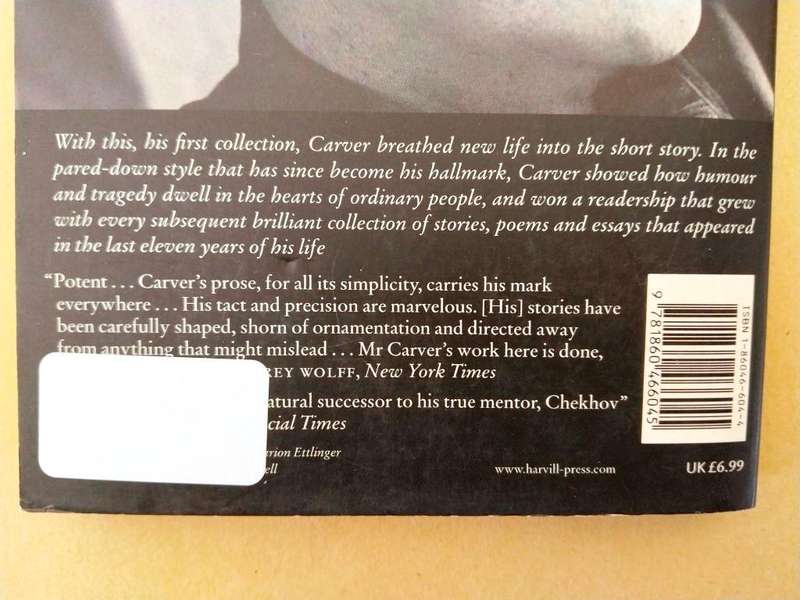 With this, his first collection, Carver breathed new life into the short story. In the
pared-down style that has since become his hallmark, Carver showed how humour
and tragedy dwell in the hearts of ordinary people, and won a readership that grew
with every subsequent brilliant collection of stories, poems and essays that appeared
in the last eleven years of his life
“Potent ... Carver’s prose, for all its simplicity, carries his mark
everywhere ... His tact and precision are marvelous. [His] stories have
been carefully shaped, shorn of ornamentation and directed away
from anything that might mislead ... Mr Carver’s work here is done,
REY WOLFF, New York Times
atural successor to his true mentor, Chekhov”
cial Times
arion Ettlinger
ell
www.harvill-press.com
UK £6.99
ISBN 1-86046-604-4
9 781860 466045